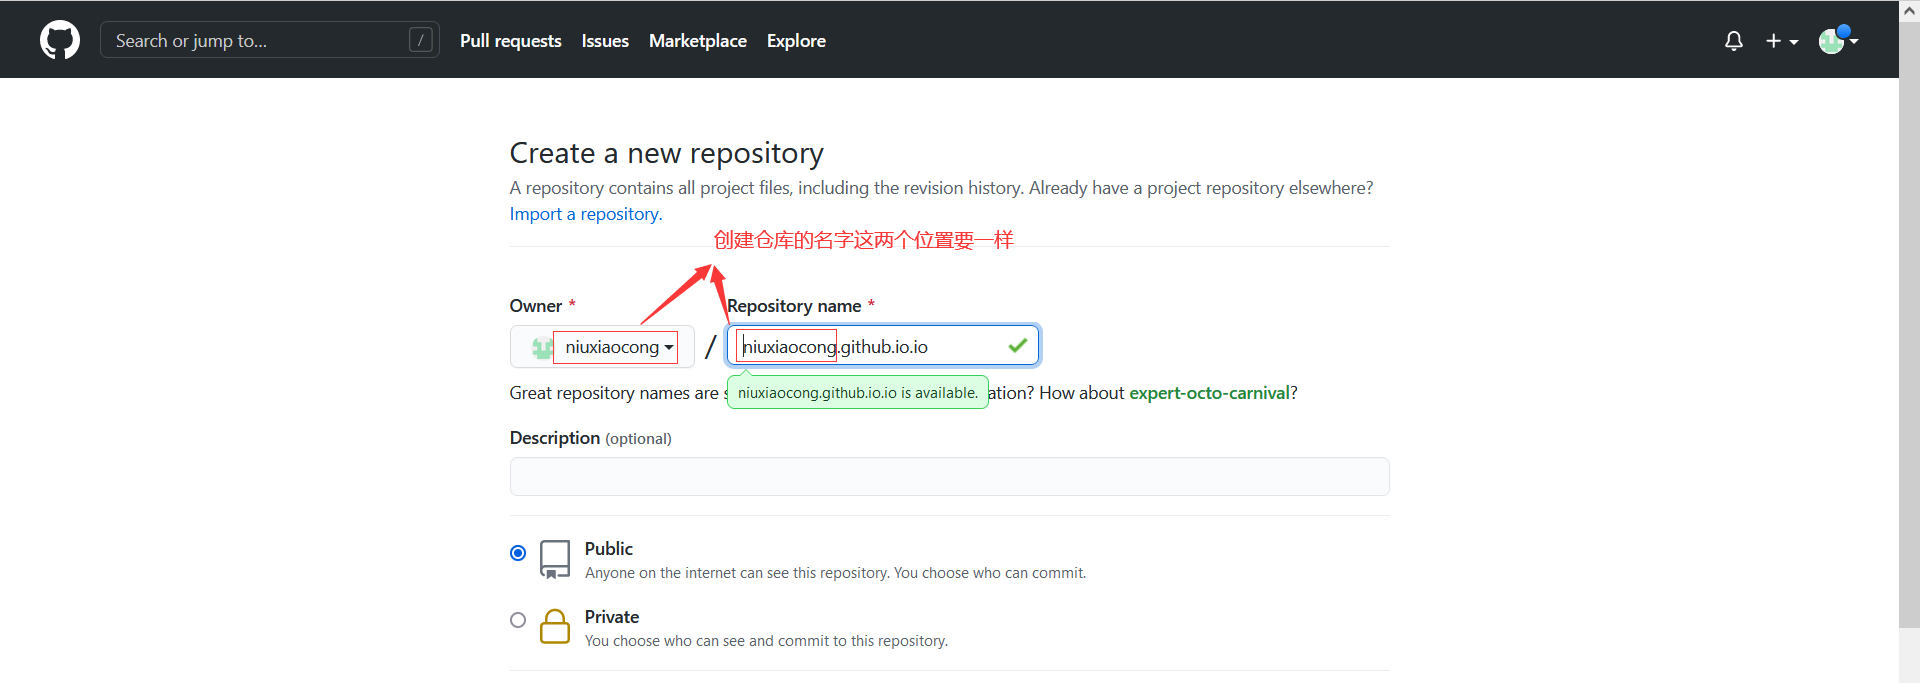 Search or jump to...
/
Pull requests
Issues
Marketplace
Explore
Create a new repository
A repository contains all project files, including the revision history. Already have a project repository elsewhere?
Import a repository.
创建仓库的名字这两个位置要一样
Owner *
Repository name *
niuxiaocong
/
niuxiaocong.github.io.io
Great repository names are s
niuxiaocong.github.io.io is available.
ation? How about expert-octo-carnival?
Description (optional)
Public
Anyone on the internet can see this repository. You choose who can commit.
Private
You choose who can see and commit to this repository.